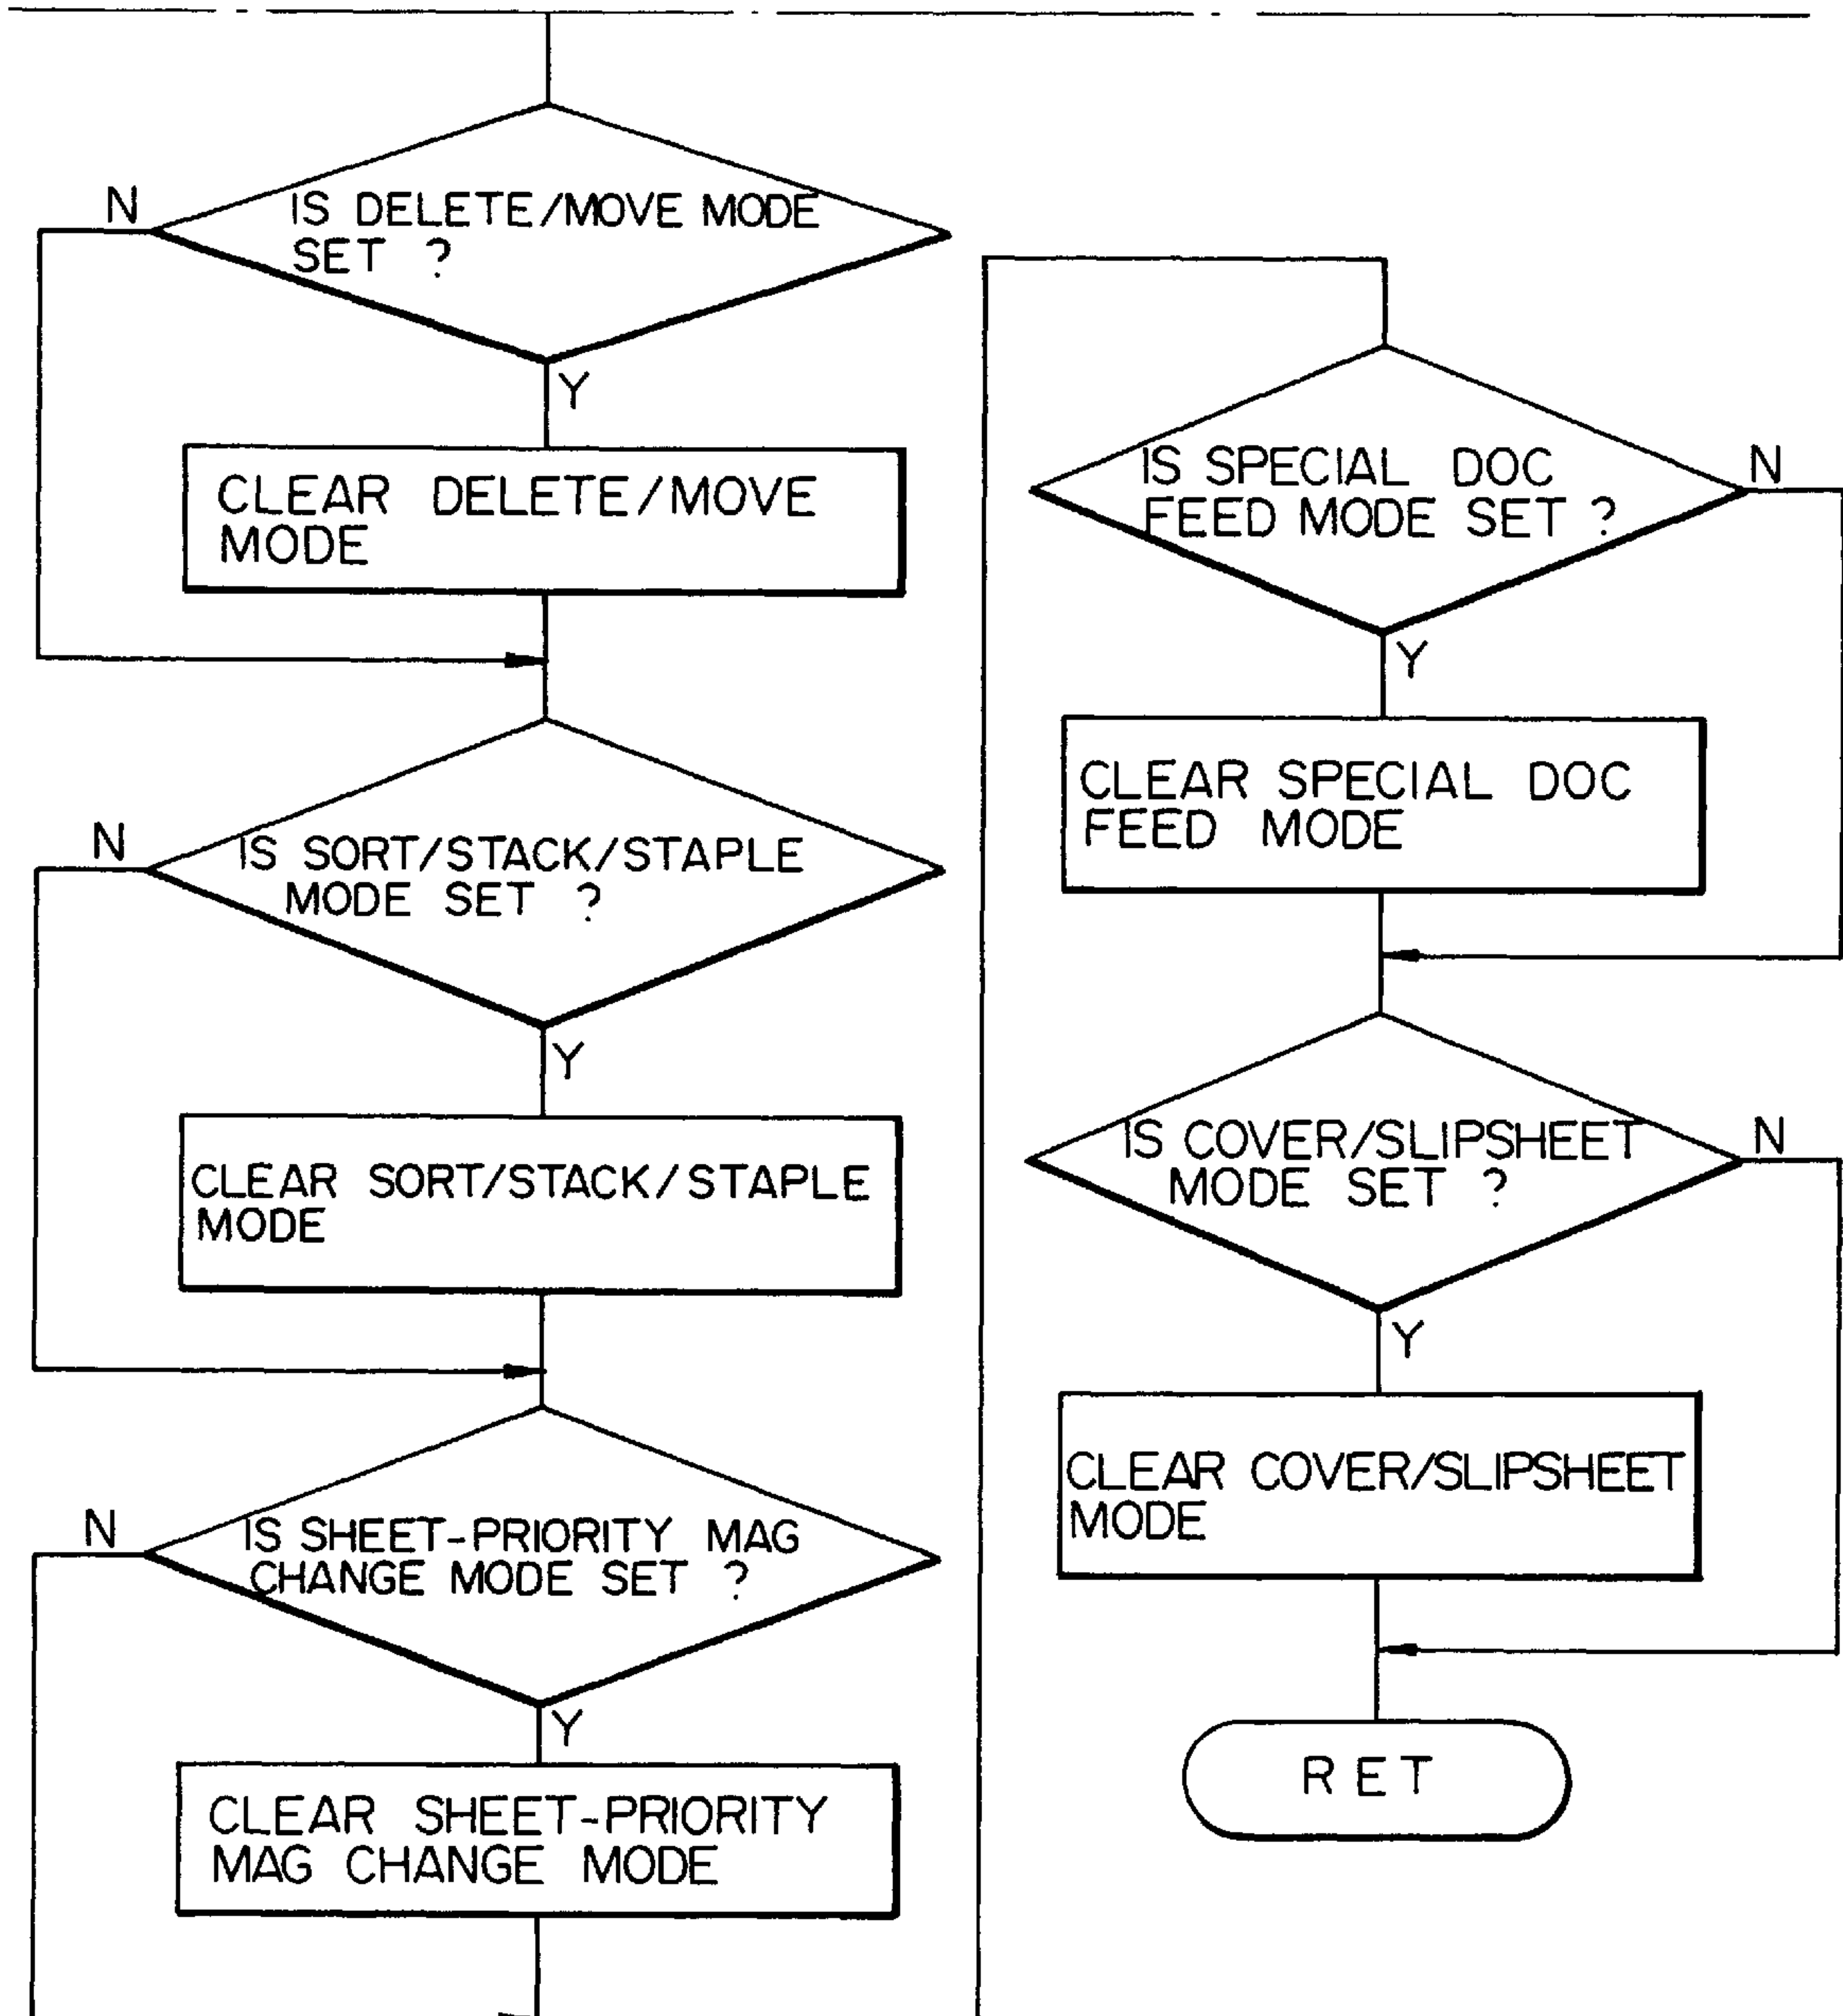 N
IS DELETE/MOVE MODE
SET ?
Y
CLEAR DELETE/MOVE
MODE
N
IS SORT/STACK/STAPLE
MODE SET ?
Y
CLEAR SORT/STACK/STAPLE
MODE
N
IS SHEET-PRIORITY MAG
CHANGE MODE SET ?
Y
CLEAR SHEET-PRIORITY
MAG CHANGE MODE
IS SPECIAL DOC
FEED MODE SET ?
N
Y
CLEAR SPECIAL DOC
FEED MODE
IS COVER/SLIPSHEET
MODE SET ?
N
Y
CLEAR COVER/SLIPSHEET
MODE
RET